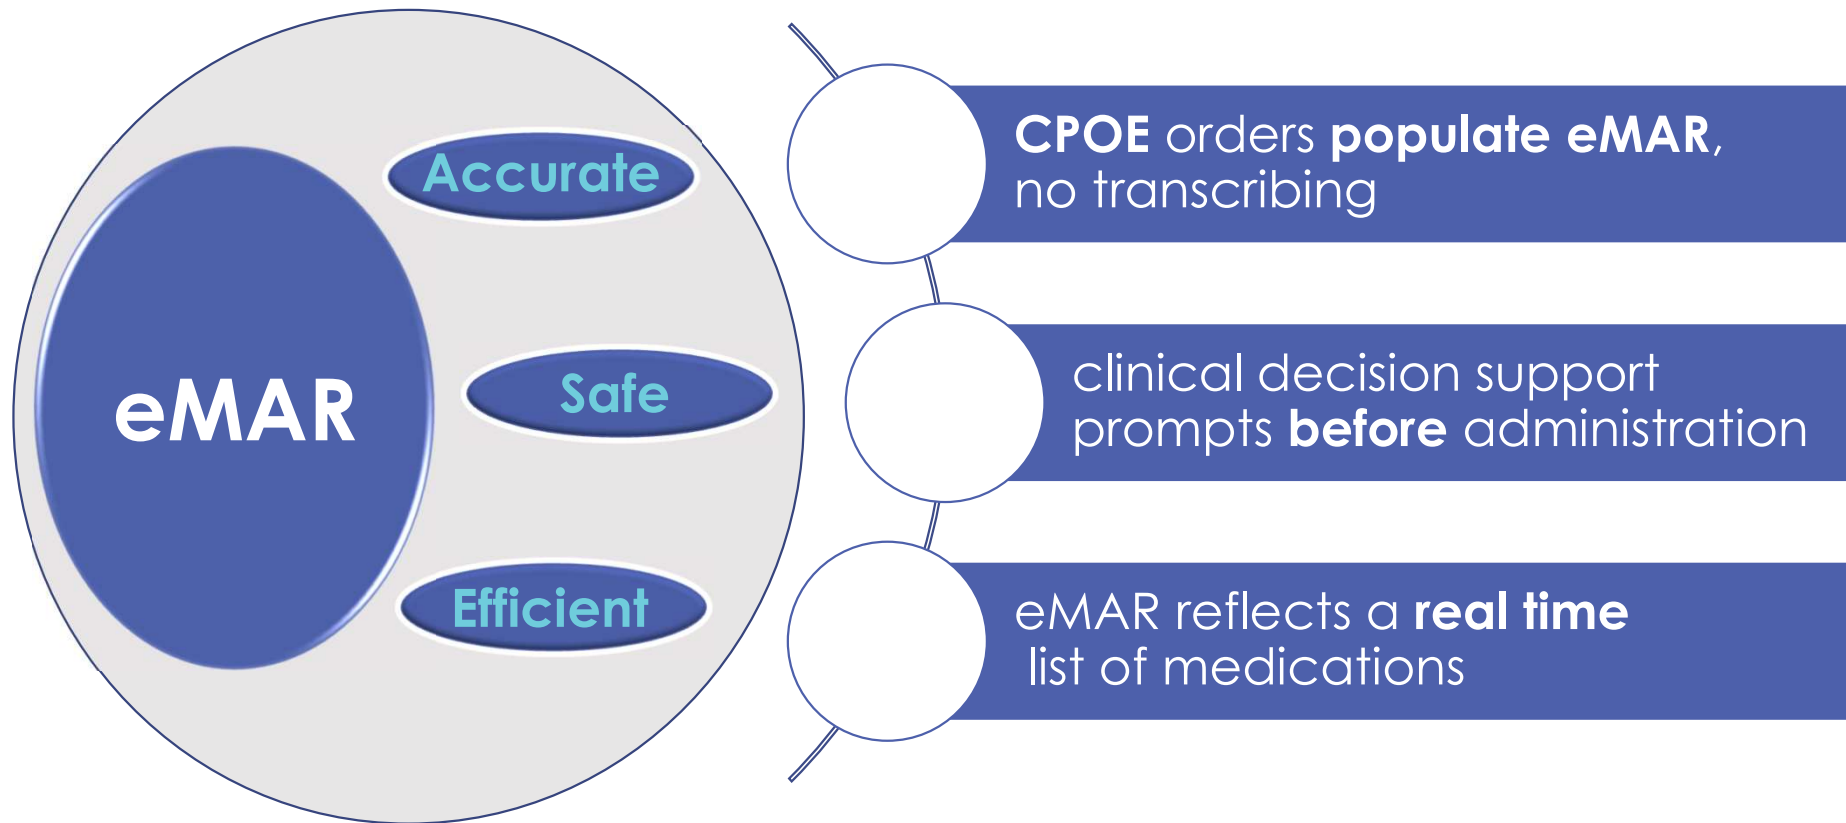 eMAR
Accurate
Safe
Efficient
CPOE orders populate eMAR,
no transcribing
clinical decision support
prompts before administration
eMAR reflects a real time
list of medications